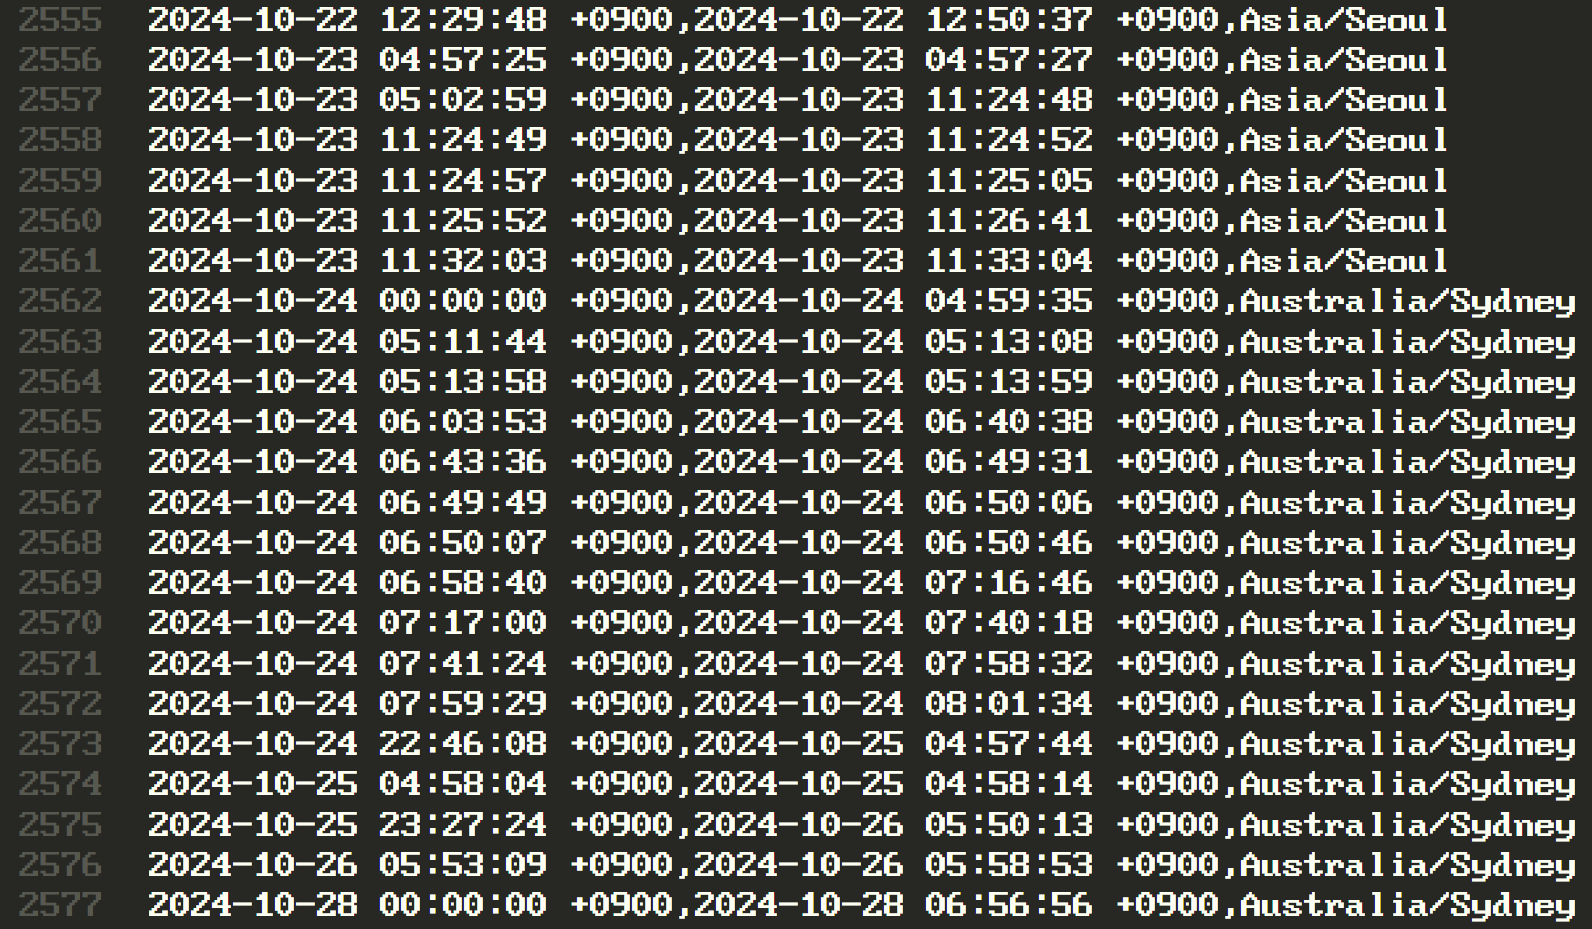 2555 2024-10-22 12:29:48 +0900,2024-10-22 12:50:37 +0900,Asia/Seoul
2556 2024-10-23 04:57:25 +0900,2024-10-23 04:57:27 +0900,Asia/Seoul
2557 2024-10-23 05:02:59 +0900,2024-10-23 11:24:48 +0900,Asia/Seoul
2558 2024-10-23 11:24:49 +0900,2024-10-23 11:24:52 +0900,Asia/Seoul
2559 2024-10-23 11:24:57 +0900,2024-10-23 11:25:05 +0900,Asia/Seoul
2560 2024-10-23 11:25:52 +0900,2024-10-23 11:26:41 +0900,Asia/Seoul
2561 2024-10-23 11:32:03 +0900,2024-10-23 11:33:04 +0900,Asia/Seoul
2562 2024-10-24 00:00:00 +0900,2024-10-24 04:59:35 +0900,Australia/Sydney
2563 2024-10-24 05:11:44 +0900,2024-10-24 05:13:08 +0900,Australia/Sydney
2564 2024-10-24 05:13:58 +0900,2024-10-24 05:13:59 +0900,Australia/Sydney
2565 2024-10-24 06:03:53 +0900,2024-10-24 06:40:38 +0900,Australia/Sydney
2566 2024-10-24 06:43:36 +0900,2024-10-24 06:49:31 +0900,Australia/Sydney
2567 2024-10-24 06:49:49 +0900,2024-10-24 06:50:06 +0900,Australia/Sydney
2568 2024-10-24 06:50:07 +0900,2024-10-24 06:50:46 +0900,Australia/Sydney
2569 2024-10-24 06:58:40 +0900,2024-10-24 07:16:46 +0900,Australia/Sydney
2570 2024-10-24 07:17:00 +0900,2024-10-24 07:40:18 +0900,Australia/Sydney
2571 2024-10-24 07:41:24 +0900,2024-10-24 07:58:32 +0900,Australia/Sydney
2572 2024-10-24 07:59:29 +0900,2024-10-24 08:01:34 +0900,Australia/Sydney
2573 2024-10-24 22:46:08 +0900,2024-10-25 04:57:44 +0900,Australia/Sydney
2574 2024-10-25 04:58:04 +0900,2024-10-25 04:58:14 +0900,Australia/Sydney
2575 2024-10-25 23:27:24 +0900,2024-10-26 05:50:13 +0900,Australia/Sydney
2576 2024-10-26 05:53:09 +0900,2024-10-26 05:58:53 +0900,Australia/Sydney
2577 2024-10-28 00:00:00 +0900,2024-10-28 06:56:56 +0900,Australia/Sydney